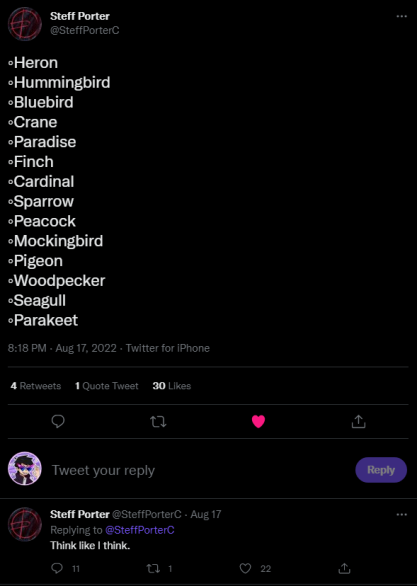 Steff Porter
@SteffPorterC
∘Heron
∘Hummingbird
∘Bluebird
∘Crane
∘Paradise
∘Finch
∘Cardinal
∘Sparrow
∘Peacock
∘Mockingbird
∘Pigeon
∘Woodpecker
∘Seagull
∘Parakeet
8:18 PM · Aug 17, 2022 · Twitter for iPhone
4 Retweets 1 Quote Tweet 30 Likes
Tweet your reply Reply
Steff Porter @SteffPorterC · Aug 17
Replying to @SteffPorterC
Think like I think.
11 1 22